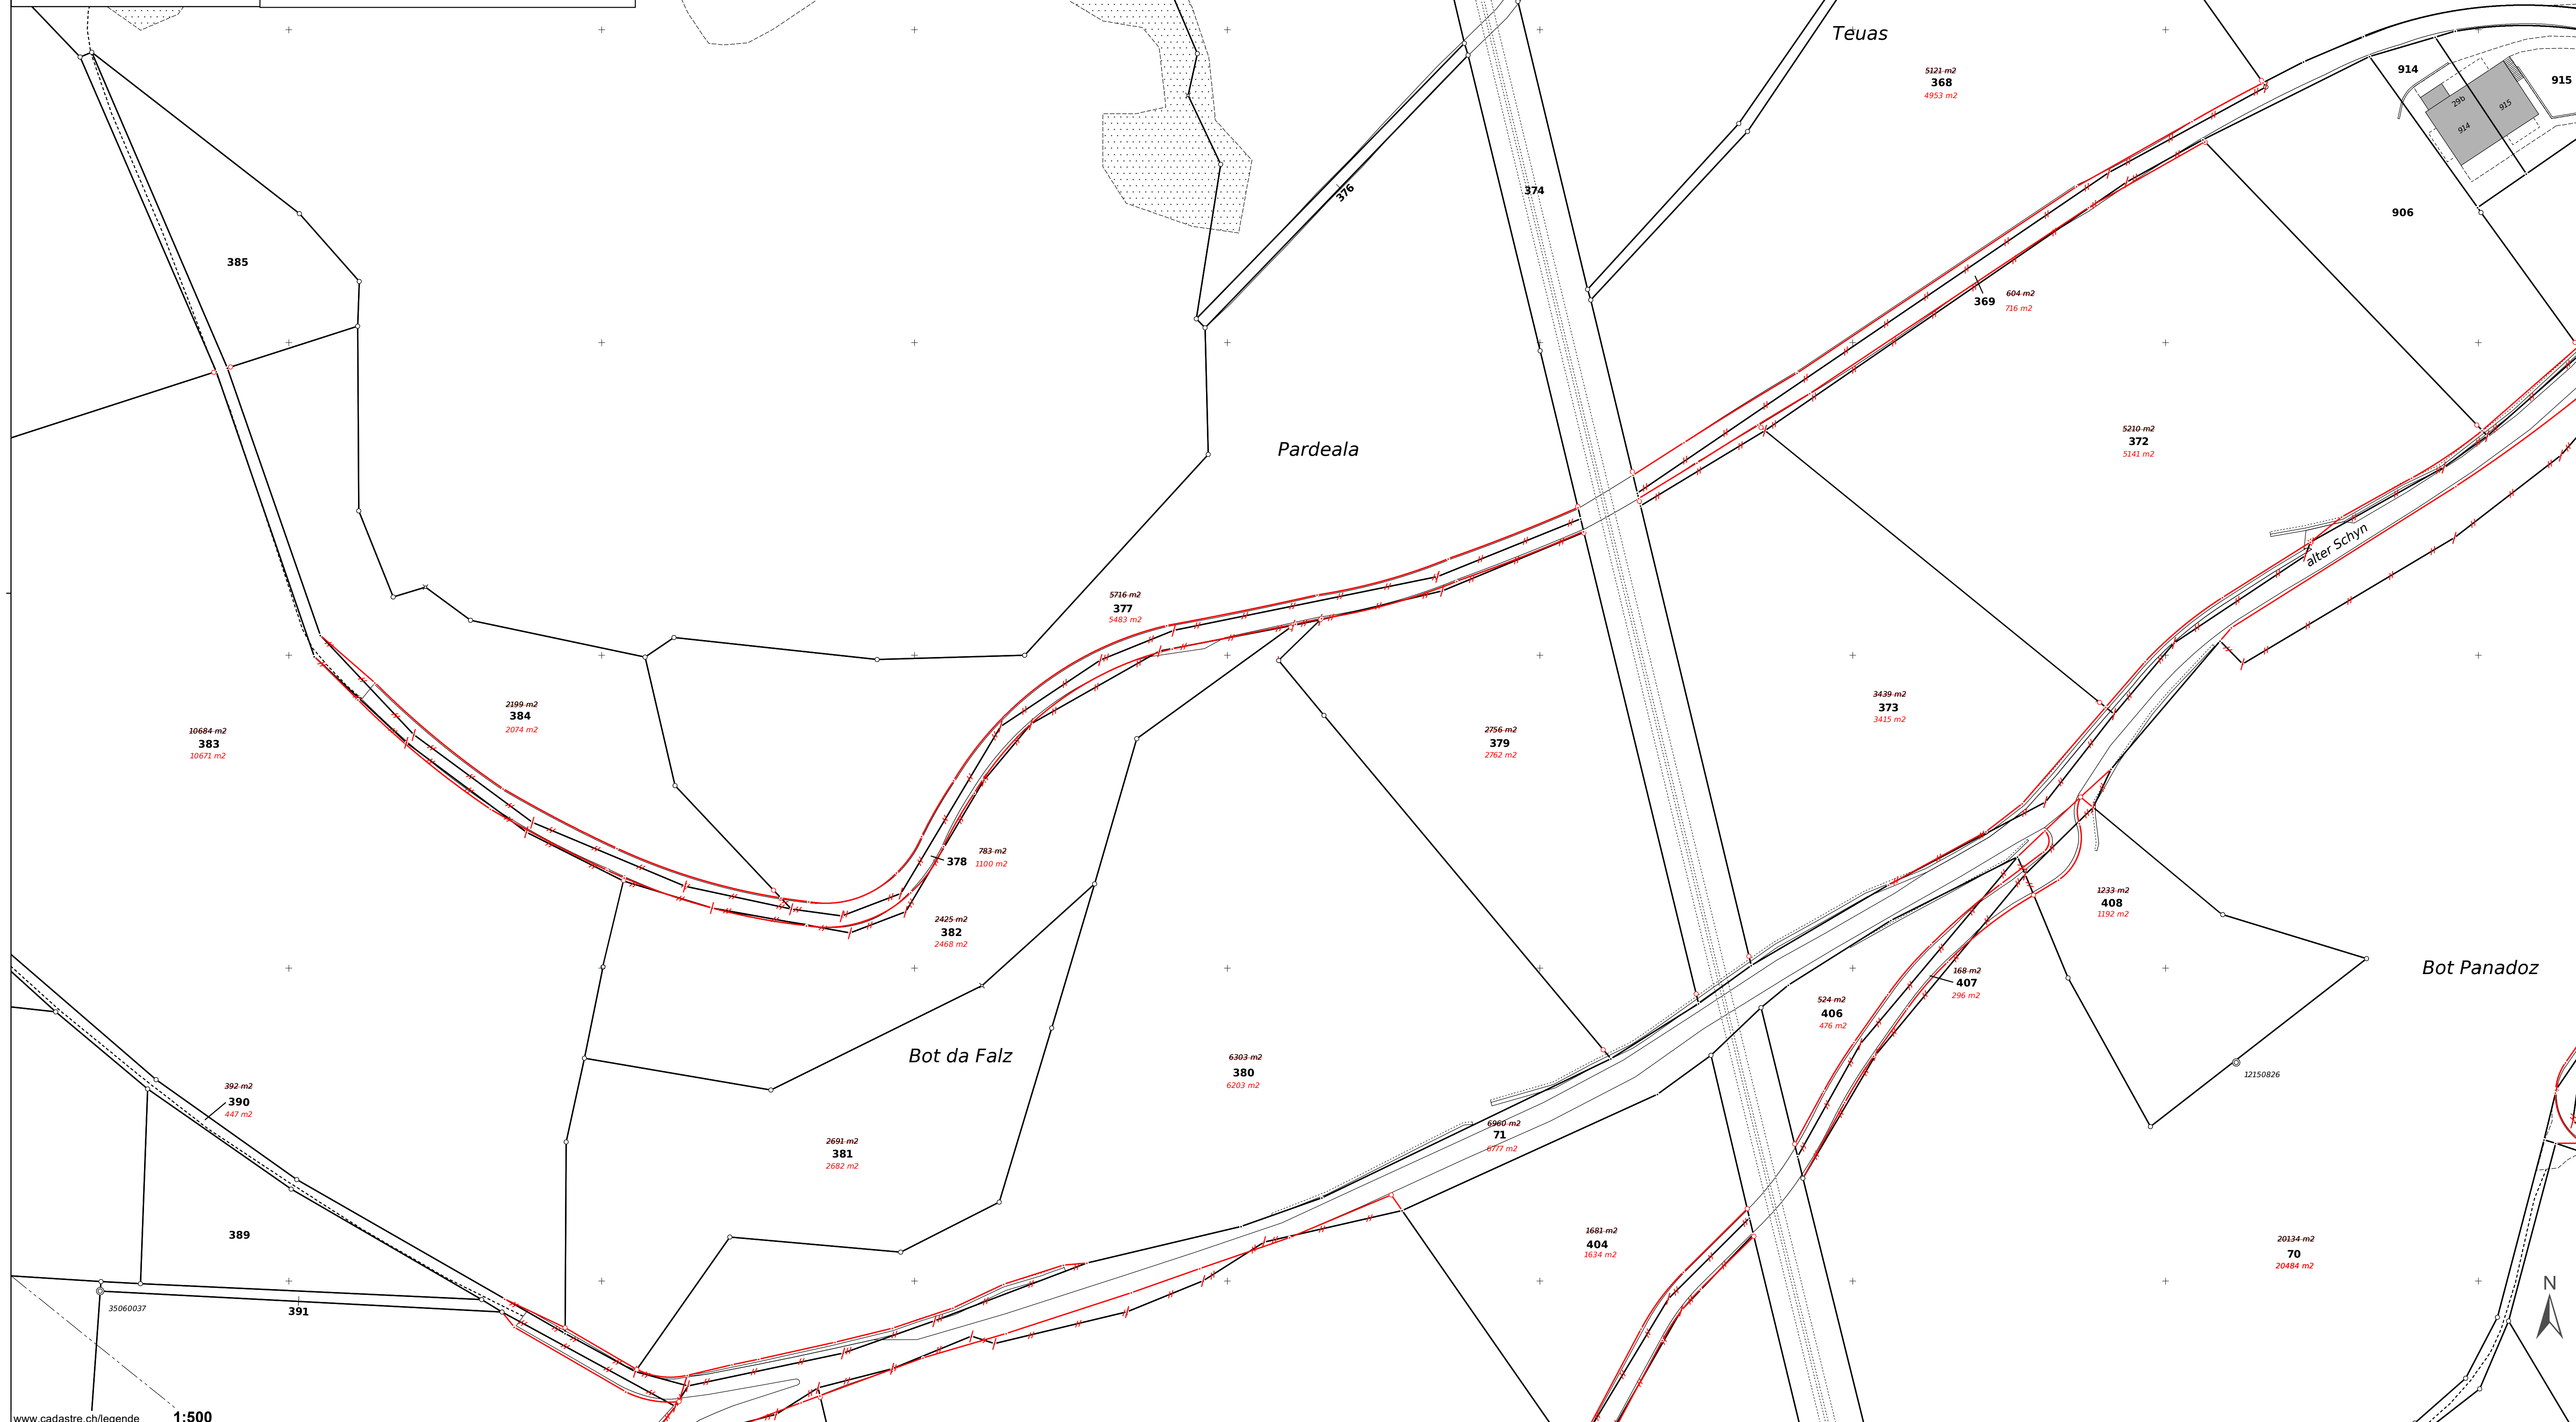 Teuas
5121 m2
368
4953 m2
914
915
29b
915
914
376
374
906
385
369
604 m2
716 m2
Pardeala
5210 m2
372
5141 m2
alter Schyn
5716 m2
377
5483 m2
2199 m2
384
2074 m2
10684 m2
383
10671 m2
2756 m2
379
2762 m2
3439 m2
373
3415 m2
783 m2
378
1100 m2
2425 m2
382
2468 m2
1233 m2
408
1192 m2
Bot Panadoz
168 m2
407
296 m2
524 m2
406
476 m2
Bot da Falz
6303 m2
380
6203 m2
12150826
392 m2
390
447 m2
2691 m2
381
2682 m2
6960 m2
71
6777 m2
389
1681 m2
404
1634 m2
20134 m2
70
20484 m2
N
35060037
391
www.cadastre.ch/legende
1:500